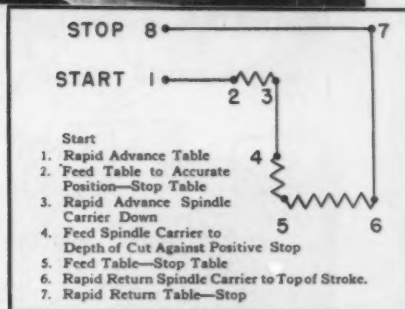 STOP 8 7
START 1 2 3
4
5 6
Start
1. Rapid Advance Table
2. Feed Table to Accurate
Position—Stop Table
3. Rapid Advance Spindle
Carrier Down
4. Feed Spindle Carrier to
Depth of Cut Against Positive Stop
5. Feed Table—Stop Table
6. Rapid Return Spindle Carrier to Top of Stroke.
7. Rapid Return Table—Stop